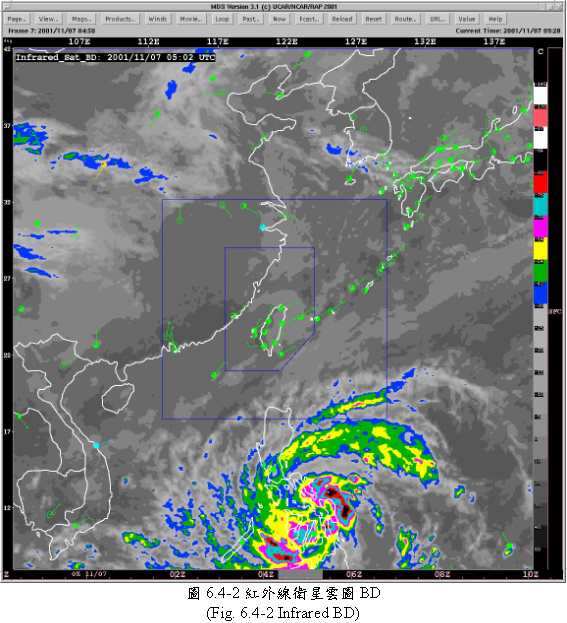 MDS Version 3.1 (c) UCAR/NCAR/RAP 2001
Page.. View.. Maps.. Products.. Winds Movie.. Loop Past.. Now Fcast.. Reload Reset Route.. URL.. Value Help..
Frame 7: 2001/11/07 04:58 Current Time: 2001/11/07 09:28
deg 107E 112E 117E 122E 127E 132E 137E C
42
Infrared_Sat_BD: 2001/11/07 05:02 UTC
37
32
27
SFC
22
17
12
Z 02Z 04Z 06Z 08Z 10Z
圖 6.4-2 紅外線衛星雲圖 BD
(Fig. 6.4-2 Infrared BD)